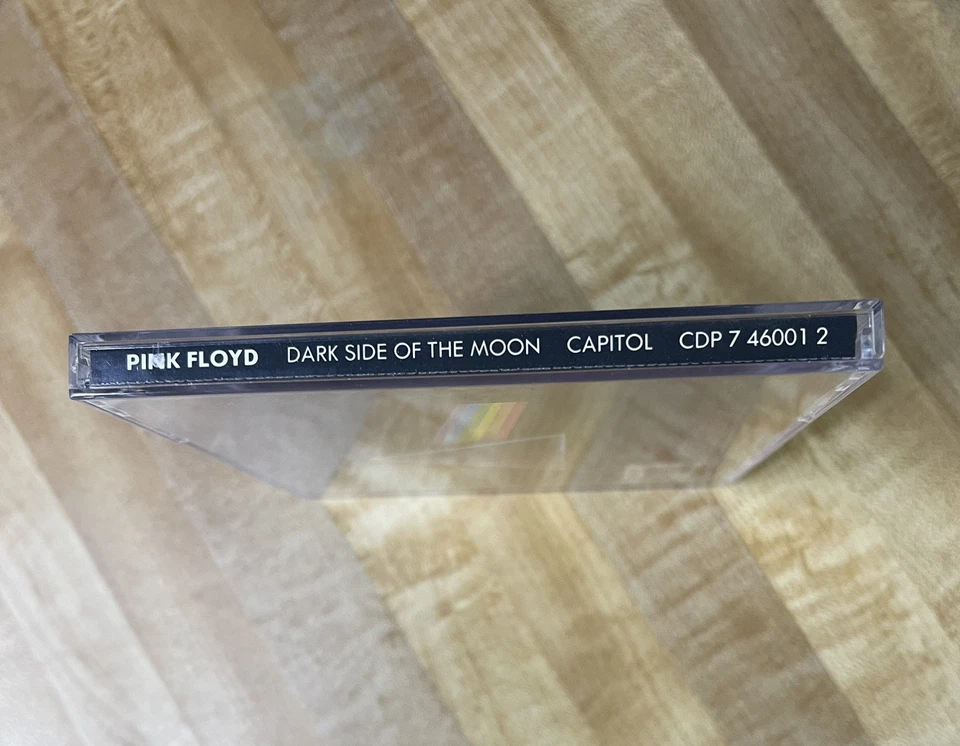 PINK FLOYD DARK SIDE OF THE MOON CAPITOL CDP 7 46001 2